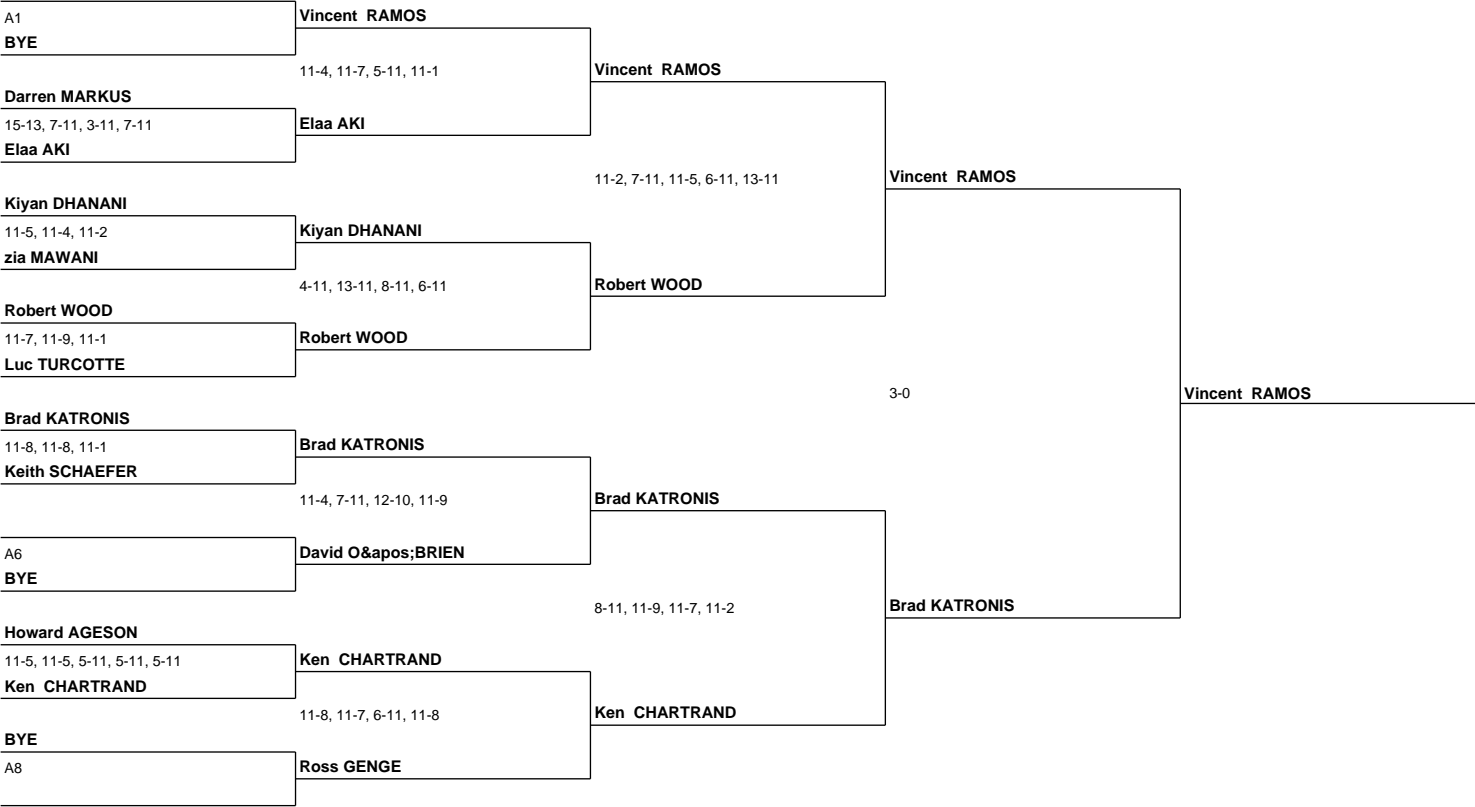 A1
BYE
Darren MARKUS
15-13, 7-11, 3-11, 7-11
Elaa AKI
Kiyan DHANANI
11-5, 11-4, 11-2
zia MAWANI
Robert WOOD
11-7, 11-9, 11-1
Luc TURCOTTE
Brad KATRONIS
11-8, 11-8, 11-1
Keith SCHAEFER
A6
BYE
Howard AGESON
11-5, 11-5, 5-11, 5-11, 5-11
Ken CHARTRAND
BYE
A8
Vincent RAMOS
11-4, 11-7, 5-11, 11-1
Elaa AKI
Kiyan DHANANI
4-11, 13-11, 8-11, 6-11
Robert WOOD
Brad KATRONIS
11-4, 7-11, 12-10, 11-9
David O&apos;BRIEN
Ken CHARTRAND
11-8, 11-7, 6-11, 11-8
Ross GENGE
Vincent RAMOS
11-2, 7-11, 11-5, 6-11, 13-11
Robert WOOD
Brad KATRONIS
8-11, 11-9, 11-7, 11-2
Ken CHARTRAND
Vincent RAMOS
3-0
Brad KATRONIS
Vincent RAMOS